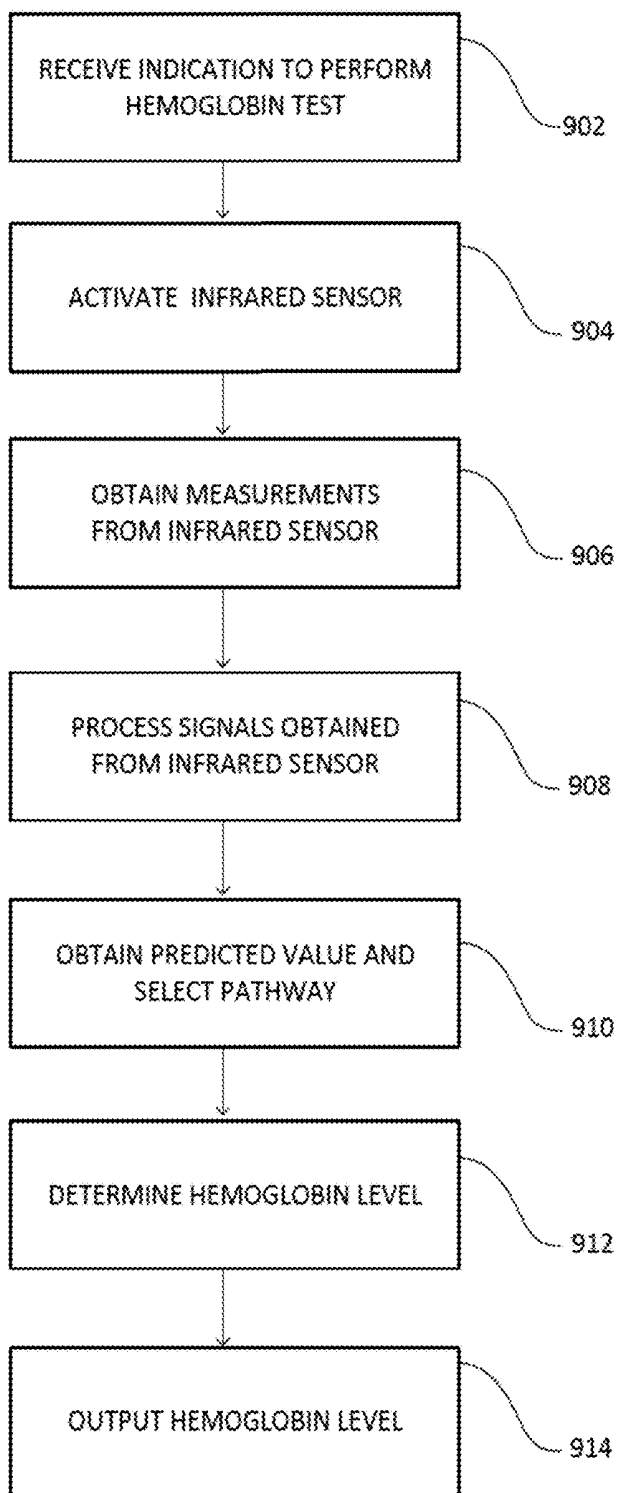 RECEIVE INDICATION TO PERFORM
HEMOGLOBIN TEST
902
ACTIVATE INFRARED SENSOR
904
OBTAIN MEASUREMENTS
FROM INFRARED SENSOR
906
PROCESS SIGNALS OBTAINED
FROM INFRARED SENSOR
908
OBTAIN PREDICTED VALUE AND
SELECT PATHWAY
910
DETERMINE HEMOGLOBIN LEVEL
912
OUTPUT HEMOGLOBIN LEVEL
914